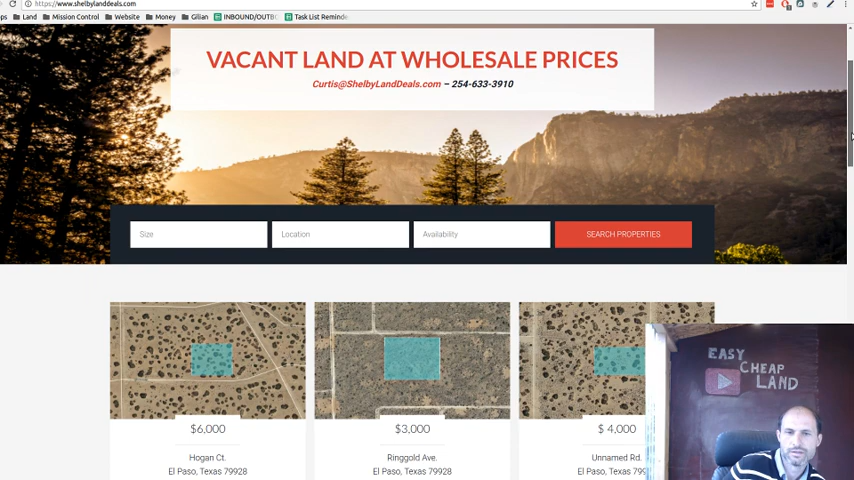 https://www.shelbylanddeals.com
Land
Mission Control
Website
Money
Gilian
INBOUND/OUTBO
Task List Reminde
VACANT LAND AT WHOLESALE PRICES
Curtis@ShelbyLandDeals.com – 254-633-3910
Size
Location
Availability
SEARCH PROPERTIES
EASY
CHEAP
LAND
$6,000
$3,000
$ 4,000
Hogan Ct.
Ringgold Ave.
Unnamed Rd.
El Paso, Texas 79928
El Paso, Texas 79928
El Paso, Texas 799